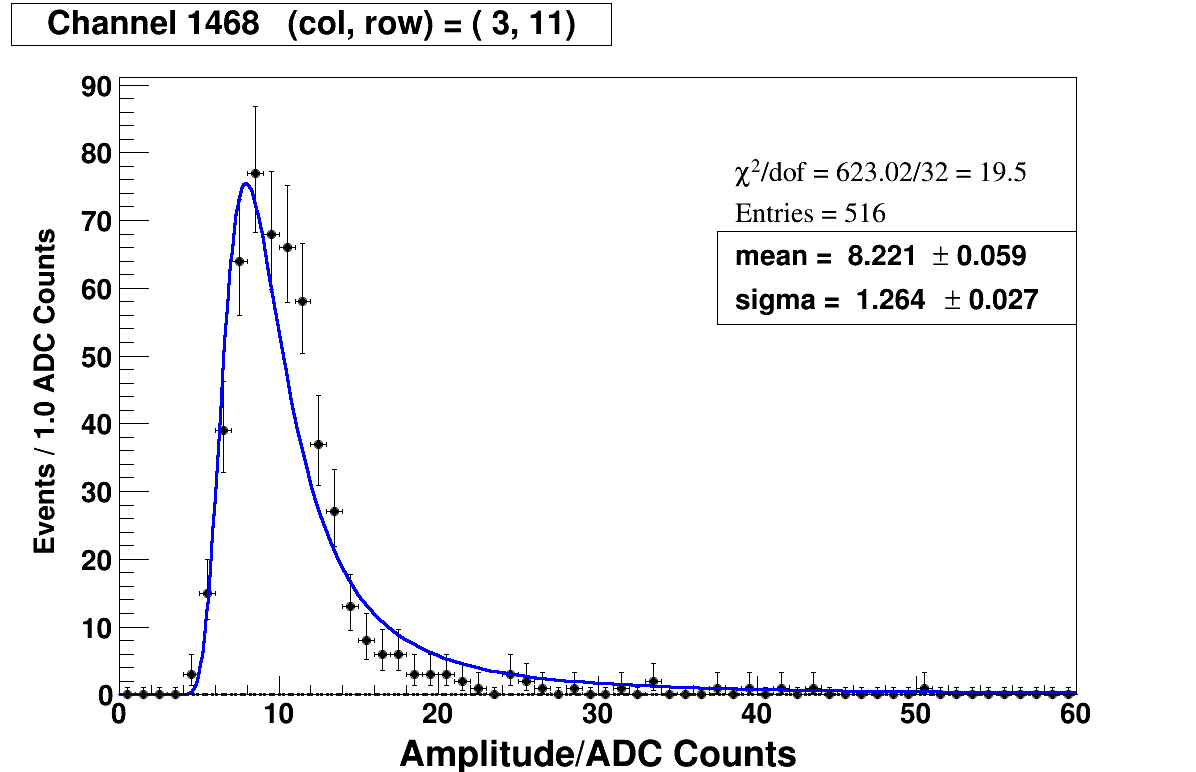 Channel 1468 (col, row) = ( 3, 11)
90
80
70
60
50
40
30
20
10
0
Events / 1.0 ADC Counts
χ²/dof = 623.02/32 = 19.5
Entries = 516
mean = 8.221 ± 0.059
sigma = 1.264 ± 0.027
0 10 20 30 40 50 60
Amplitude/ADC Counts